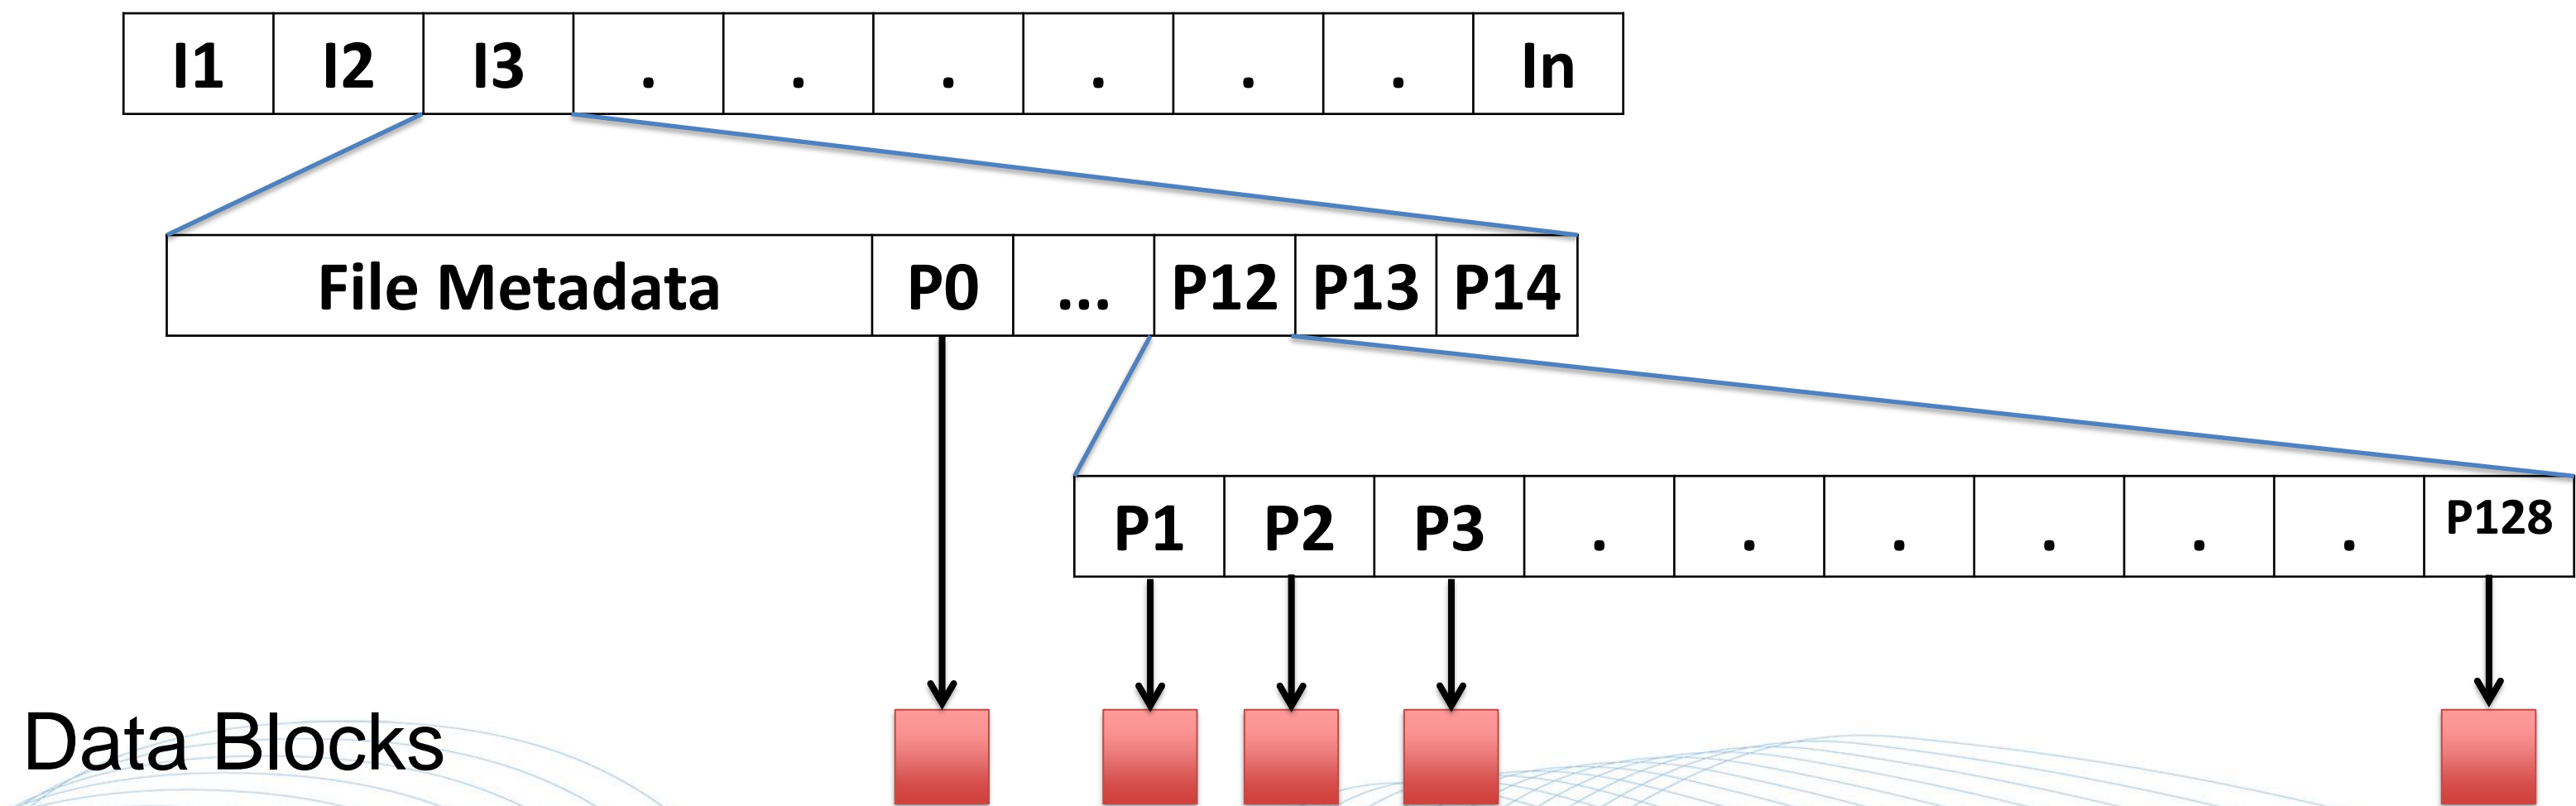 I1 I2 I3 . . . . . . In
File Metadata P0 ... P12 P13 P14
P1 P2 P3 . . . . . . P128
Data Blocks